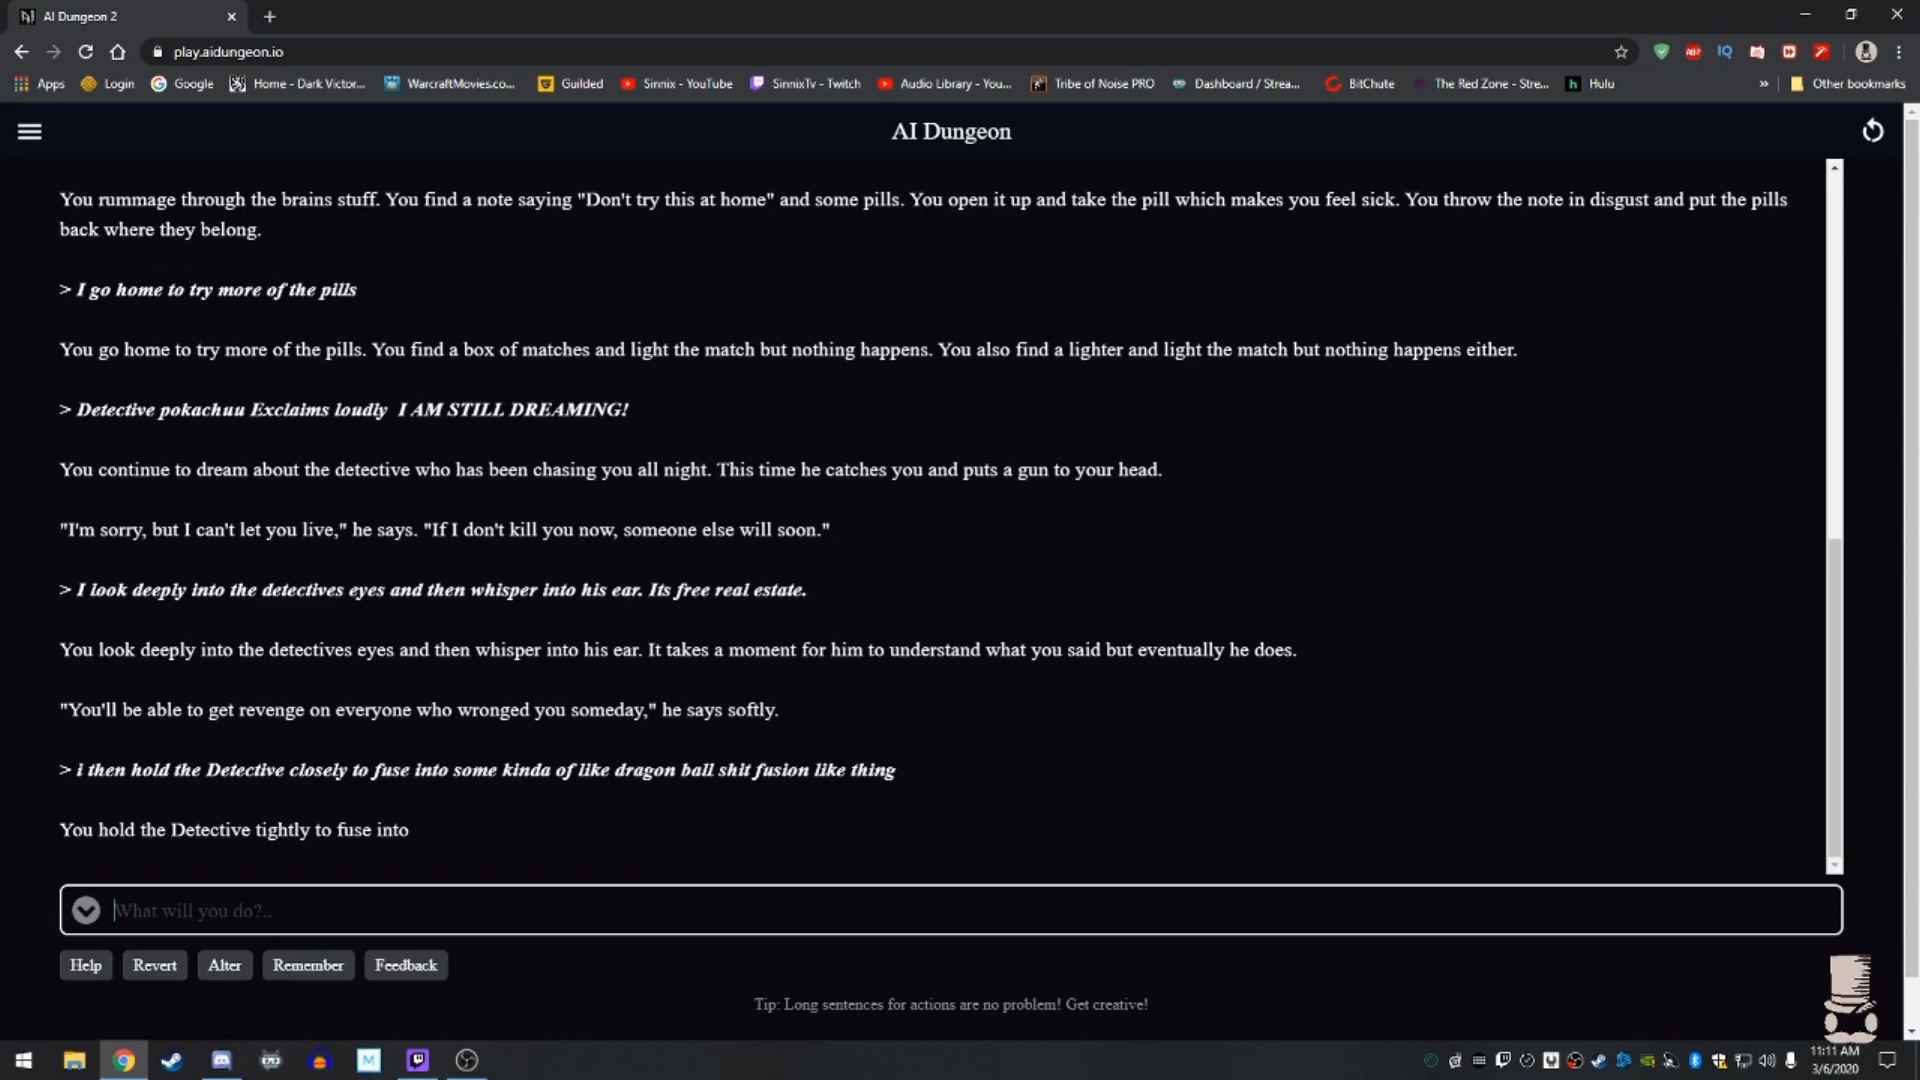 AI Dungeon 2
play.aidungeon.io
Apps Login Google Home - Dark Victor... WarcraftMovies.co... Guilded Sinnix - YouTube SinnixTv - Twitch Audio Library - You... Tribe of Noise PRO Dashboard / Strea... BitChute The Red Zone - Stre... Hulu » Other bookmarks
AI Dungeon
You rummage through the brains stuff. You find a note saying "Don't try this at home" and some pills. You open it up and take the pill which makes you feel sick. You throw the note in disgust and put the pills
back where they belong.
> I go home to try more of the pills
You go home to try more of the pills. You find a box of matches and light the match but nothing happens. You also find a lighter and light the match but nothing happens either.
> Detective pokachuu Exclaims loudly  I AM STILL DREAMING!
You continue to dream about the detective who has been chasing you all night. This time he catches you and puts a gun to your head.
"I'm sorry, but I can't let you live," he says. "If I don't kill you now, someone else will soon."
> I look deeply into the detectives eyes and then whisper into his ear. Its free real estate.
You look deeply into the detectives eyes and then whisper into his ear. It takes a moment for him to understand what you said but eventually he does.
"You'll be able to get revenge on everyone who wronged you someday," he says softly.
> i then hold the Detective closely to fuse into some kinda of like dragon ball shit fusion like thing
You hold the Detective tightly to fuse into
What will you do?..
Help Revert Alter Remember Feedback
Tip: Long sentences for actions are no problem! Get creative!
11:11 AM
3/6/2020